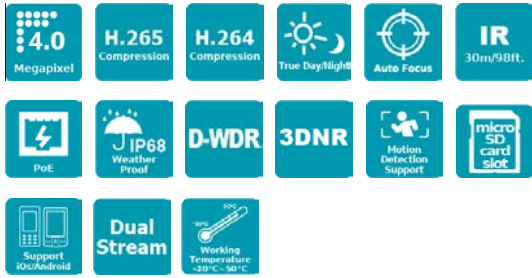 4.0
Megapixel
H.265
Compression
H.264
Compression
True Day/Night
Auto Focus
IR
30m/98ft.
PoE
IP68
Weather
Proof
D-WDR
3DNR
Motion
Detection
Support
micro
SD
card
slot
Support
iOs/Android
Dual
Stream
50°C
Working
Temperature
-20°C~50°C